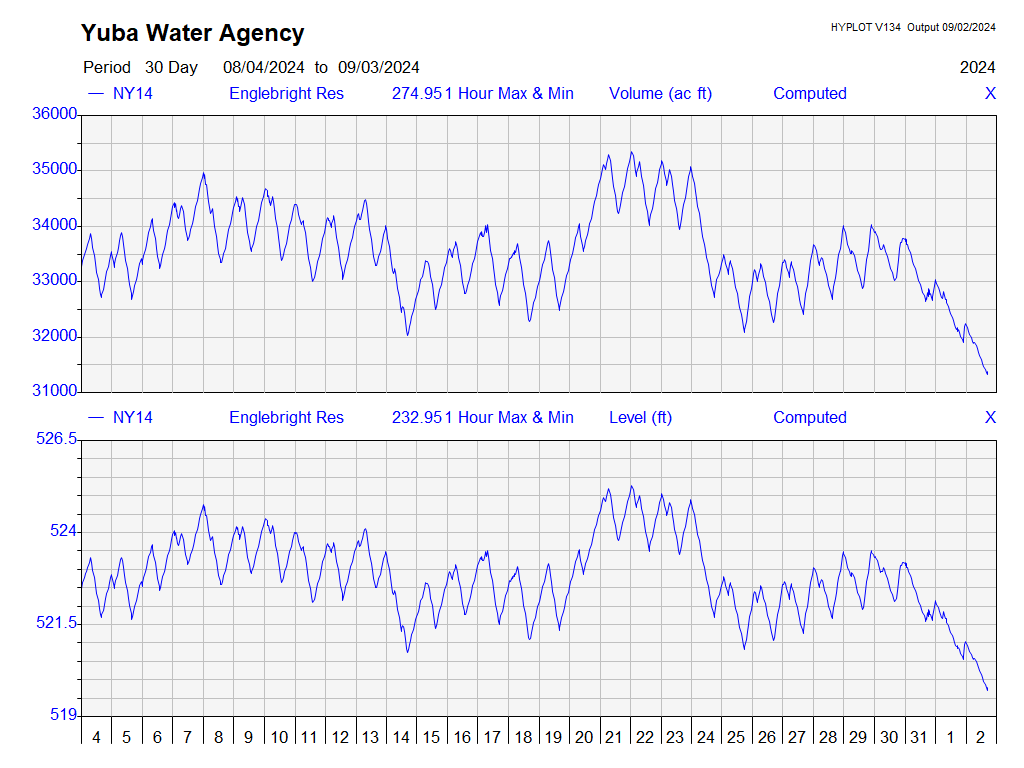 Yuba Water Agency
HYPLOT V134 Output 09/02/2024
Period 30 Day 08/04/2024 to 09/03/2024 2024
NY14 Englebright Res 274.951 Hour Max & Min Volume (ac ft) Computed X
36000
35000
34000
33000
32000
31000
NY14 Englebright Res 232.951 Hour Max & Min Level (ft) Computed X
526.5
524
521.5
519
4 5 6 7 8 9 10 11 12 13 14 15 16 17 18 19 20 21 22 23 24 25 26 27 28 29 30 31 1 2